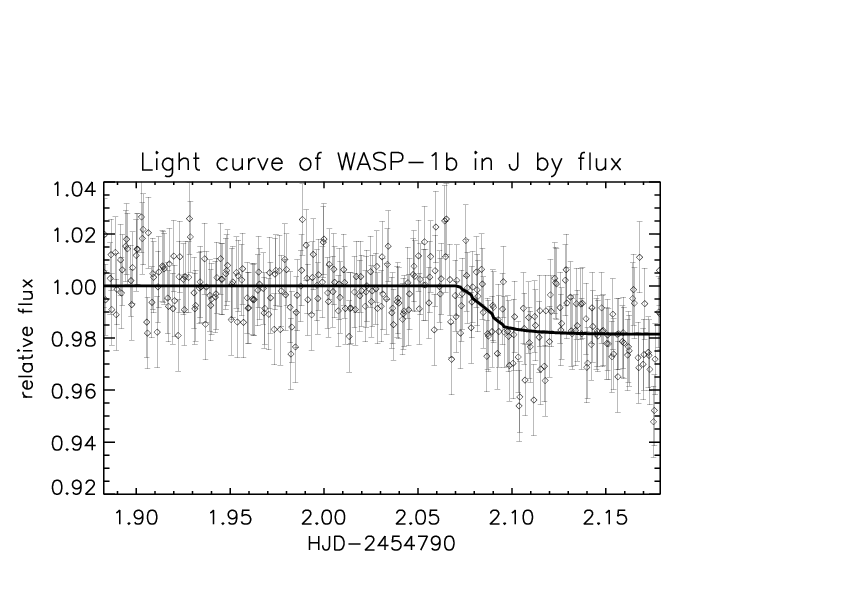 Light curve of WASP-1b in J by flux
1.04
1.02
1.00
0.98
0.96
0.94
0.92
relative flux
1.90 1.95 2.00 2.05 2.10 2.15
HJD-2454790